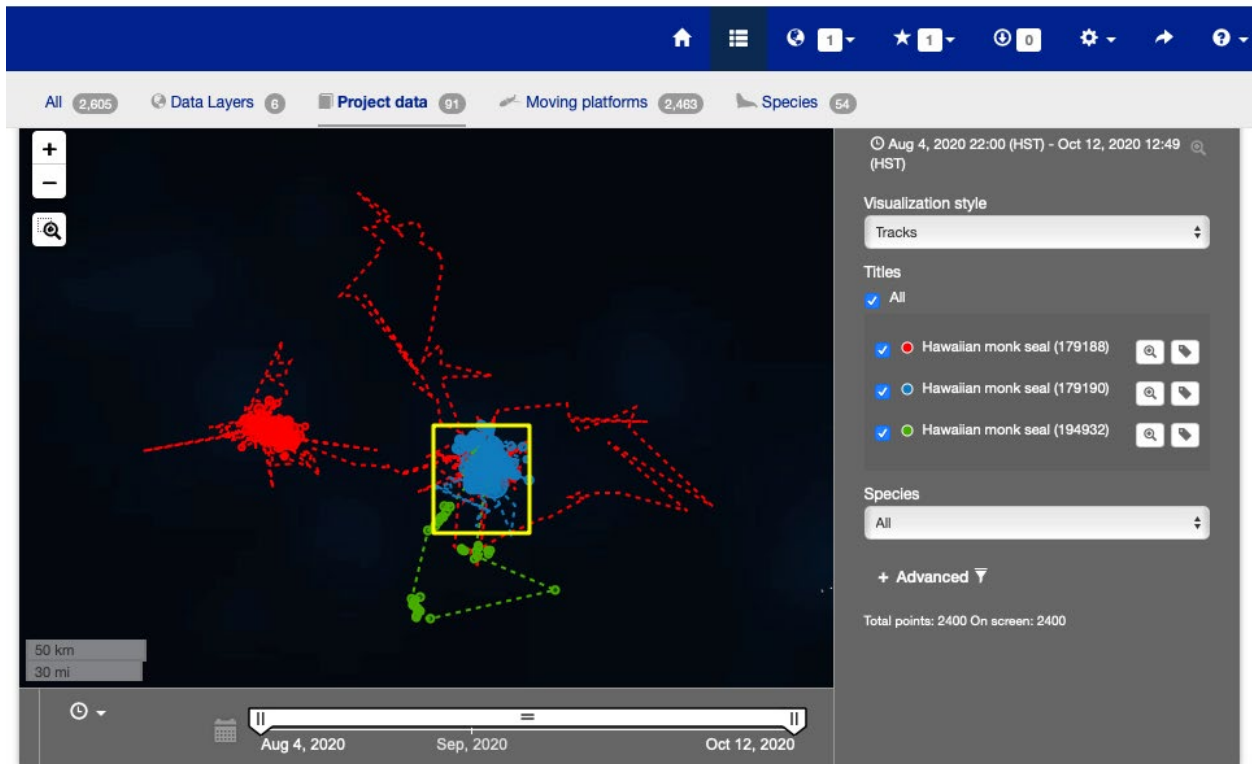 1
1
0
All 2,605 Data Layers 6 Project data 91 Moving platforms 2,463 Species 54
+
−
50 km
30 mi
Aug 4, 2020 Sep, 2020 Oct 12, 2020
Aug 4, 2020 22:00 (HST) - Oct 12, 2020 12:49
(HST)
Visualization style
Tracks
Titles
All
Hawaiian monk seal (179188)
Hawaiian monk seal (179190)
Hawaiian monk seal (194932)
Species
All
+ Advanced
Total points: 2400 On screen: 2400